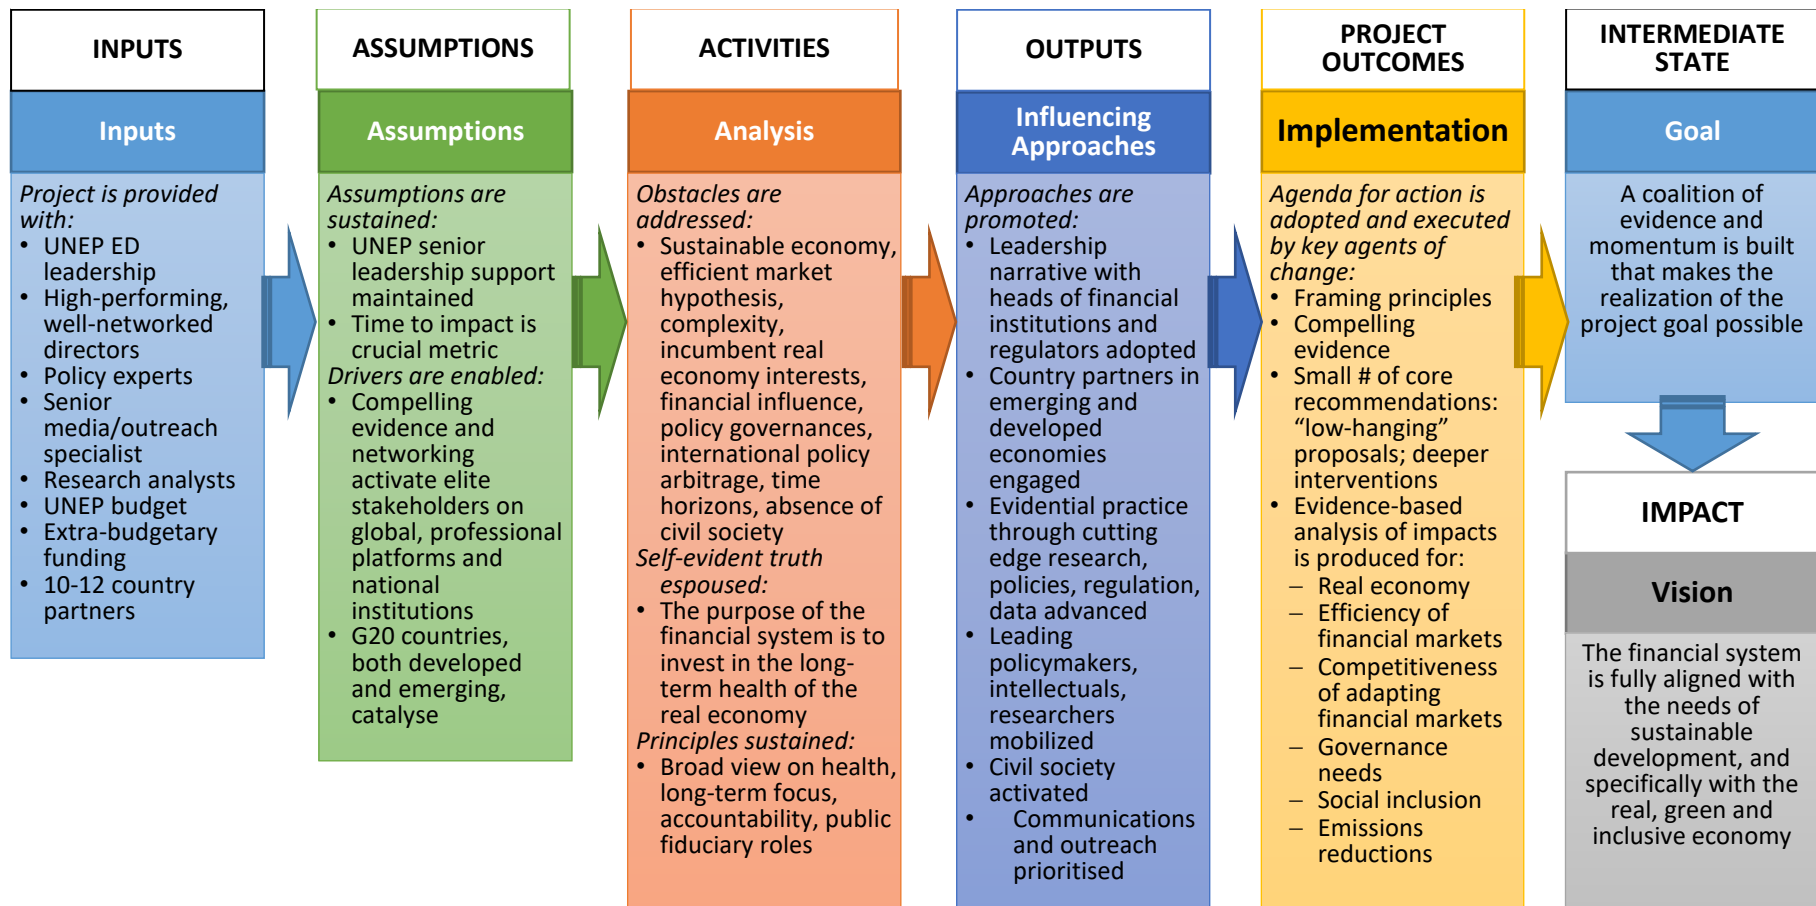 INPUTS
Inputs
Project is provided
with:
• UNEP ED
leadership
• High-performing,
well-networked
directors
• Policy experts
• Senior
media/outreach
specialist
• Research analysts
• UNEP budget
• Extra-budgetary
funding
• 10-12 country
partners
ASSUMPTIONS
Assumptions
Assumptions are
sustained:
• UNEP senior
leadership support
maintained
• Time to impact is
crucial metric
Drivers are enabled:
• Compelling
evidence and
networking
activate elite
stakeholders on
global, professional
platforms and
national
institutions
• G20 countries,
both developed
and emerging,
catalyse
ACTIVITIES
Analysis
Obstacles are
addressed:
• Sustainable economy,
efficient market
hypothesis,
complexity,
incumbent real
economy interests,
financial influence,
policy governances,
international policy
arbitrage, time
horizons, absence of
civil society
Self-evident truth
espoused:
• The purpose of the
financial system is to
invest in the long-
term health of the
real economy
Principles sustained:
• Broad view on health,
long-term focus,
accountability, public
fiduciary roles
OUTPUTS
Influencing
Approaches
Approaches are
promoted:
• Leadership
narrative with
heads of financial
institutions and
regulators adopted
• Country partners in
emerging and
developed
economies
engaged
• Evidential practice
through cutting
edge research,
policies, regulation,
data advanced
• Leading
policymakers,
intellectuals,
researchers
mobilized
• Civil society
activated
• Communications
and outreach
prioritised
PROJECT
OUTCOMES
Implementation
Agenda for action is
adopted and executed
by key agents of
change:
• Framing principles
• Compelling
evidence
• Small # of core
recommendations:
“low-hanging”
proposals; deeper
interventions
• Evidence-based
analysis of impacts
is produced for:
– Real economy
– Efficiency of
financial markets
– Competitiveness
of adapting
financial markets
– Governance
needs
– Social inclusion
– Emissions
reductions
INTERMEDIATE
STATE
Goal
A coalition of
evidence and
momentum is built
that makes the
realization of the
project goal possible
IMPACT
Vision
The financial system
is fully aligned with
the needs of
sustainable
development, and
specifically with the
real, green and
inclusive economy